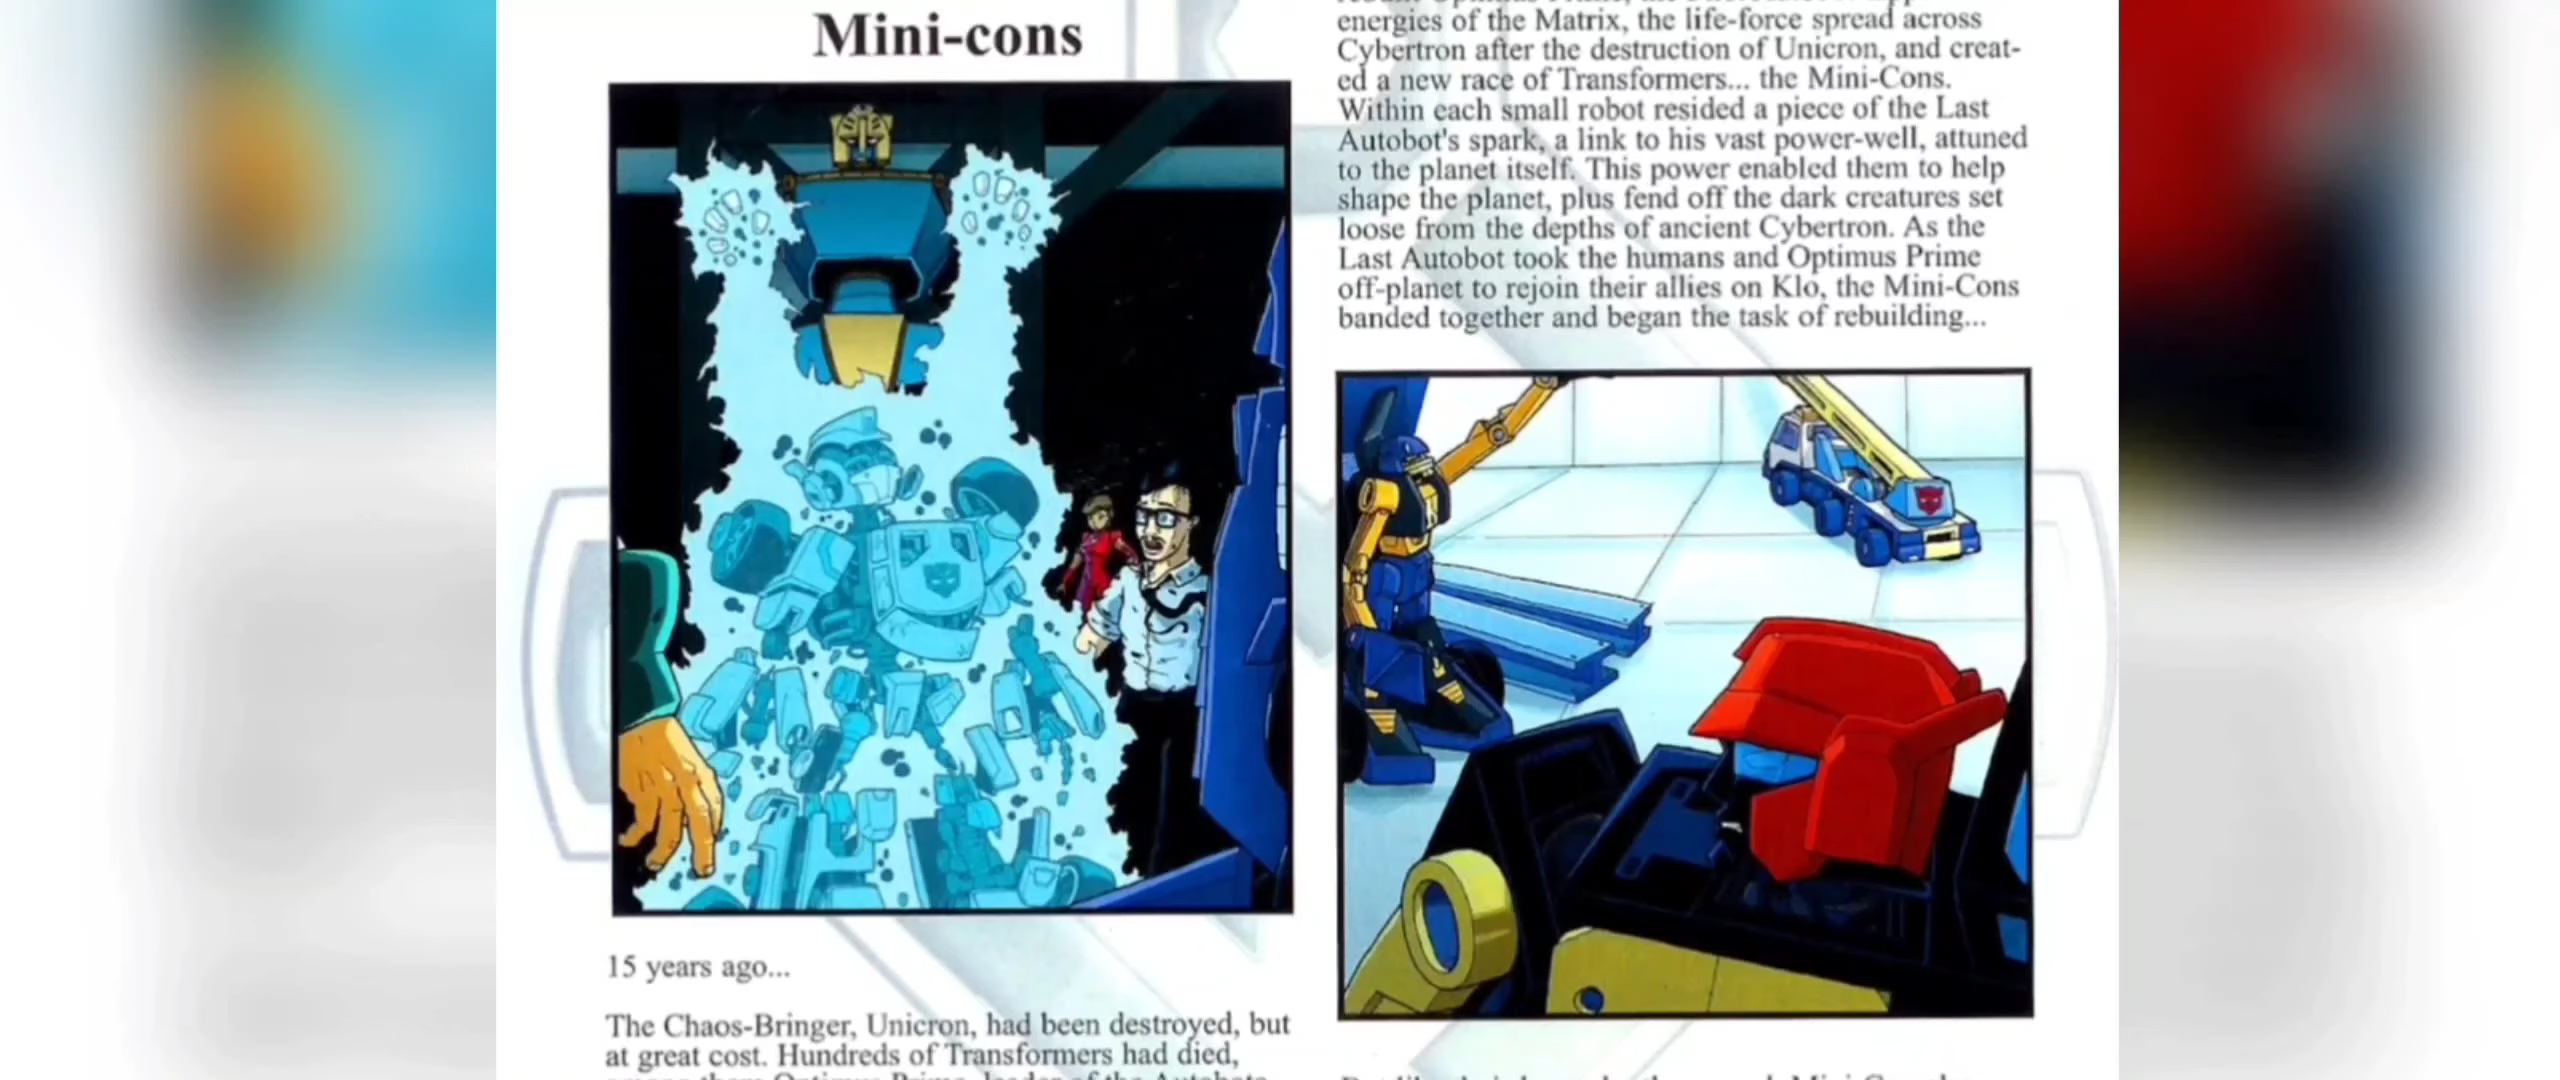 Mini-cons
15 years ago...
The Chaos-Bringer, Unicron, had been destroyed, but
at great cost. Hundreds of Transformers had died,
energies of the Matrix, the life-force spread across
Cybertron after the destruction of Unicron, and creat-
ed a new race of Transformers... the Mini-Cons.
Within each small robot resided a piece of the Last
Autobot's spark, a link to his vast power-well, attuned
to the planet itself. This power enabled them to help
shape the planet, plus fend off the dark creatures set
loose from the depths of ancient Cybertron. As the
Last Autobot took the humans and Optimus Prime
off-planet to rejoin their allies on Klo, the Mini-Cons
banded together and began the task of rebuilding...